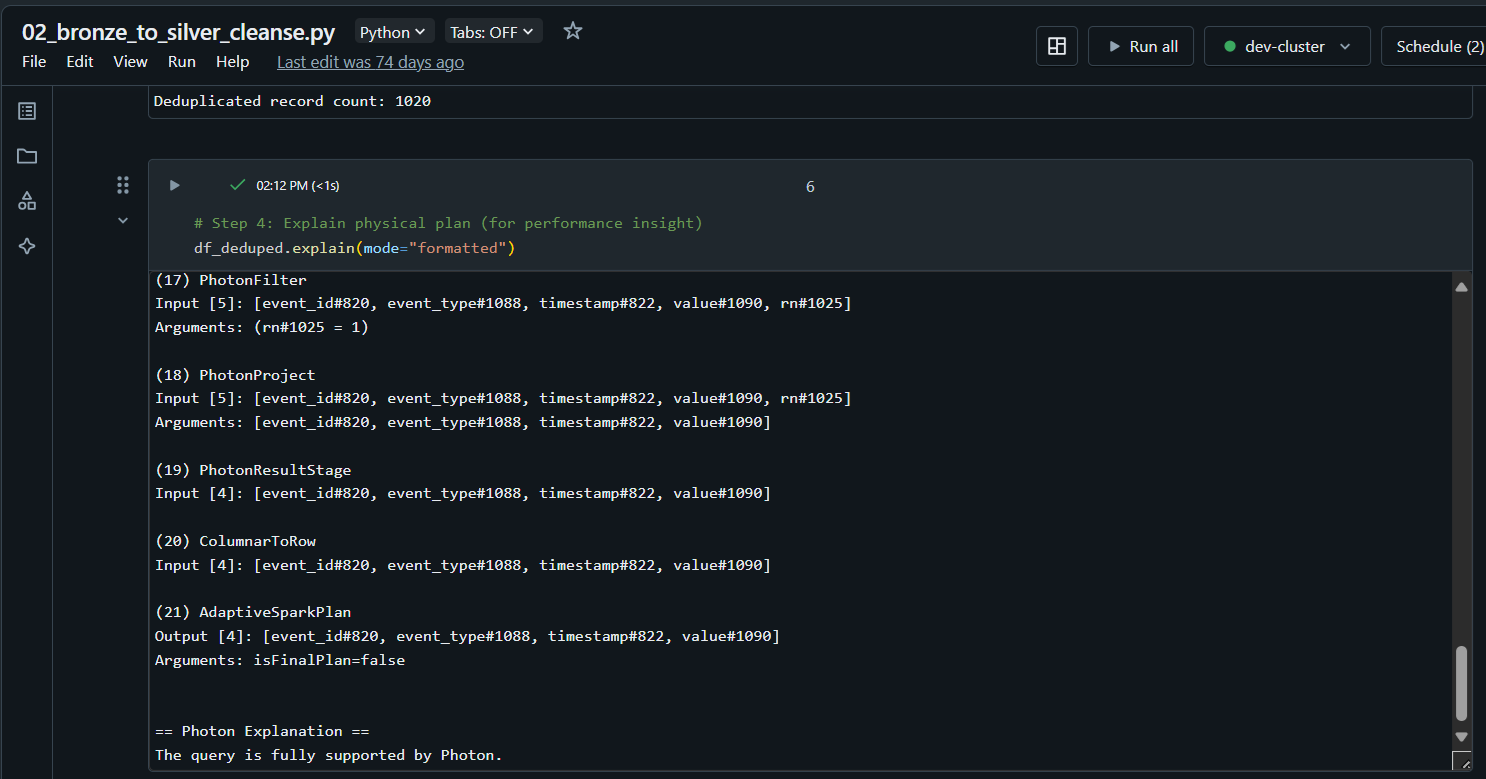 02_bronze_to_silver_cleanse.py Python Tabs: OFF
File Edit View Run Help Last edit was 74 days ago
Run all dev-cluster Schedule (2)
Deduplicated record count: 1020
02:12 PM (<1s) 6
# Step 4: Explain physical plan (for performance insight)
df_deduped.explain(mode="formatted")
(17) PhotonFilter
Input [5]: [event_id#820, event_type#1088, timestamp#822, value#1090, rn#1025]
Arguments: (rn#1025 = 1)
(18) PhotonProject
Input [5]: [event_id#820, event_type#1088, timestamp#822, value#1090, rn#1025]
Arguments: [event_id#820, event_type#1088, timestamp#822, value#1090]
(19) PhotonResultStage
Input [4]: [event_id#820, event_type#1088, timestamp#822, value#1090]
(20) ColumnarToRow
Input [4]: [event_id#820, event_type#1088, timestamp#822, value#1090]
(21) AdaptiveSparkPlan
Output [4]: [event_id#820, event_type#1088, timestamp#822, value#1090]
Arguments: isFinalPlan=false
== Photon Explanation ==
The query is fully supported by Photon.